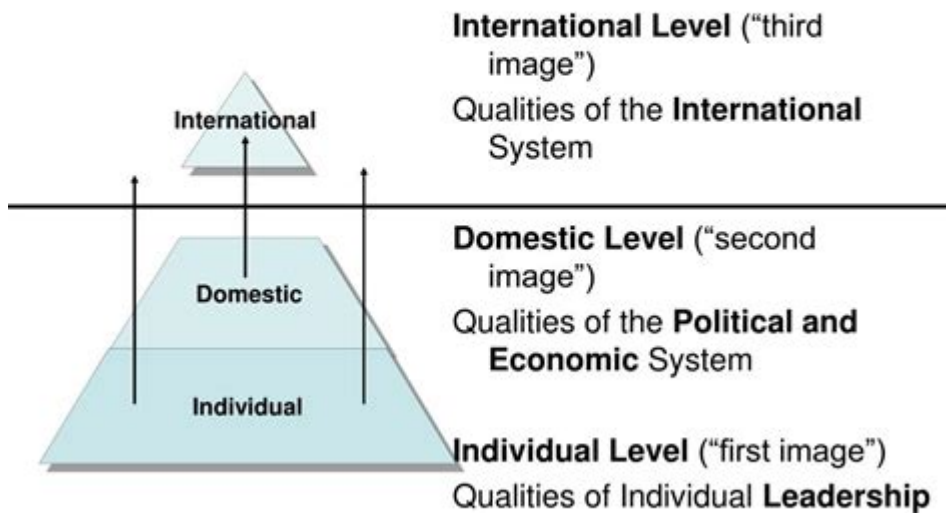 International Level (“third
image”)
Qualities of the International
System
International
Domestic Level (“second
image”)
Qualities of the Political and
Economic System
Domestic
Individual
Individual Level (“first image”)
Qualities of Individual Leadership